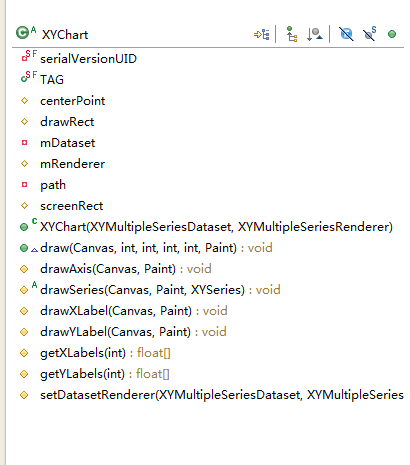 A XYChart
S
SF serialVersionUID
SF TAG
centerPoint
drawRect
mDataset
mRenderer
path
screenRect
C XYChart(XYMultipleSeriesDataset, XYMultipleSeriesRenderer)
draw(Canvas, int, int, int, int, Paint) : void
drawAxis(Canvas, Paint) : void
A drawSeries(Canvas, Paint, XYSeries) : void
drawXLabel(Canvas, Paint) : void
drawYLabel(Canvas, Paint) : void
getXLabels(int) : float[]
getYLabels(int) : float[]
setDatasetRenderer(XYMultipleSeriesDataset, XYMultipleSeries